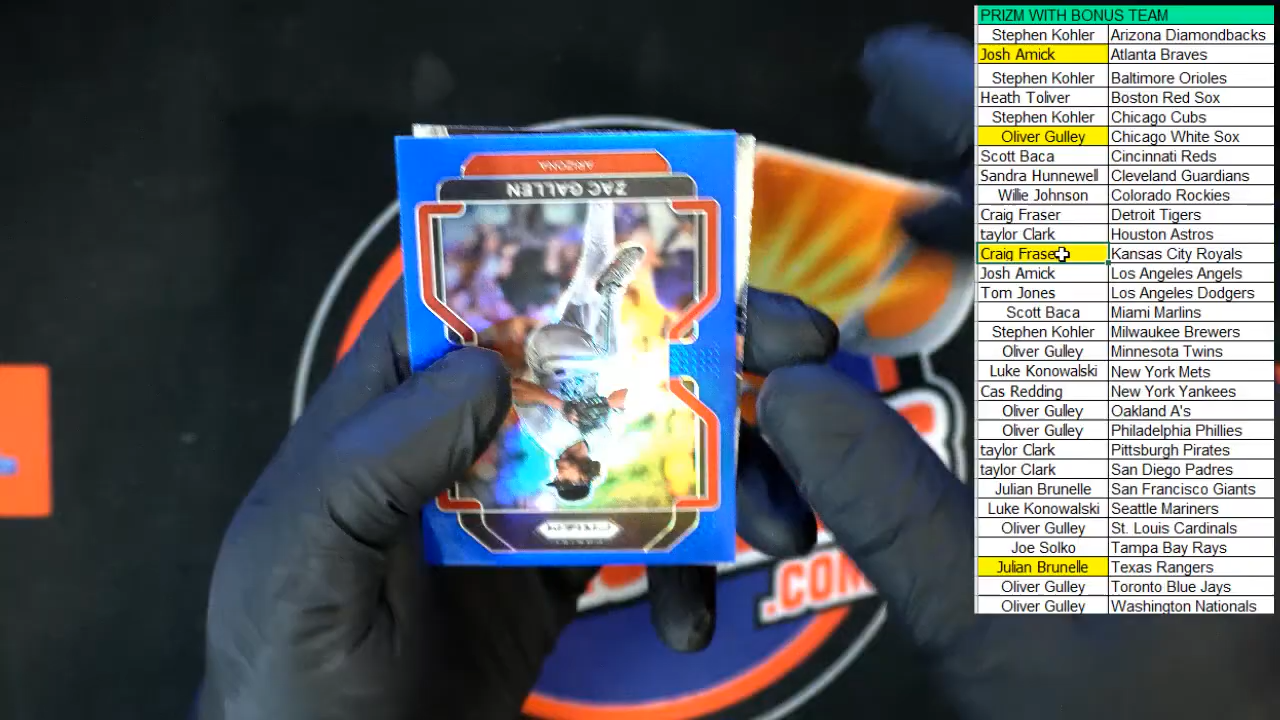 PRIZM WITH BONUS TEAM
Stephen Kohler Arizona Diamondbacks
Josh Amick Atlanta Braves
Stephen Kohler Baltimore Orioles
Heath Toliver Boston Red Sox
Stephen Kohler Chicago Cubs
Oliver Gulley Chicago White Sox
Scott Baca Cincinnati Reds
Sandra Hunnewell Cleveland Guardians
Willie Johnson Colorado Rockies
Craig Fraser Detroit Tigers
taylor Clark Houston Astros
Craig Frase Kansas City Royals
Josh Amick Los Angeles Angels
Tom Jones Los Angeles Dodgers
Scott Baca Miami Marlins
Stephen Kohler Milwaukee Brewers
Oliver Gulley Minnesota Twins
Luke Konowalski New York Mets
Cas Redding New York Yankees
Oliver Gulley Oakland A's
Oliver Gulley Philadelphia Phillies
taylor Clark Pittsburgh Pirates
taylor Clark San Diego Padres
Julian Brunelle San Francisco Giants
Luke Konowalski Seattle Mariners
Oliver Gulley St. Louis Cardinals
Joe Solko Tampa Bay Rays
Julian Brunelle Texas Rangers
Oliver Gulley Toronto Blue Jays
Oliver Gulley Washington Nationals
ARIZONA
ZAC GALLEN
PANINI
PRIZM
.COM